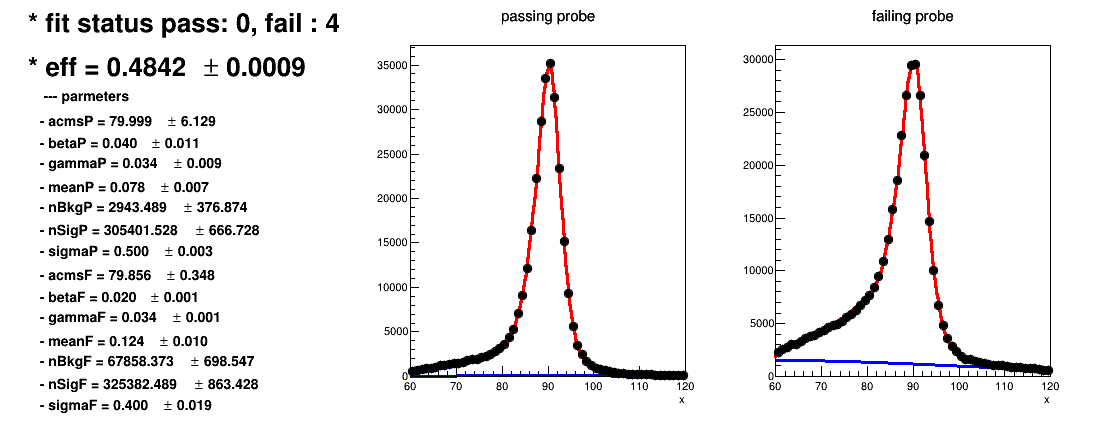 * fit status pass: 0, fail : 4
* eff = 0.4842 ± 0.0009
--- parmeters
- acmsP = 79.999 ± 6.129
- betaP = 0.040 ± 0.011
- gammaP = 0.034 ± 0.009
- meanP = 0.078 ± 0.007
- nBkgP = 2943.489 ± 376.874
- nSigP = 305401.528 ± 666.728
- sigmaP = 0.500 ± 0.003
- acmsF = 79.856 ± 0.348
- betaF = 0.020 ± 0.001
- gammaF = 0.034 ± 0.001
- meanF = 0.124 ± 0.010
- nBkgF = 67858.373 ± 698.547
- nSigF = 325382.489 ± 863.428
- sigmaF = 0.400 ± 0.019
passing probe
35000
30000
25000
20000
15000
10000
5000
0
60 70 80 90 100 110 120
x
failing probe
30000
25000
20000
15000
10000
5000
0
60 70 80 90 100 110 120
x